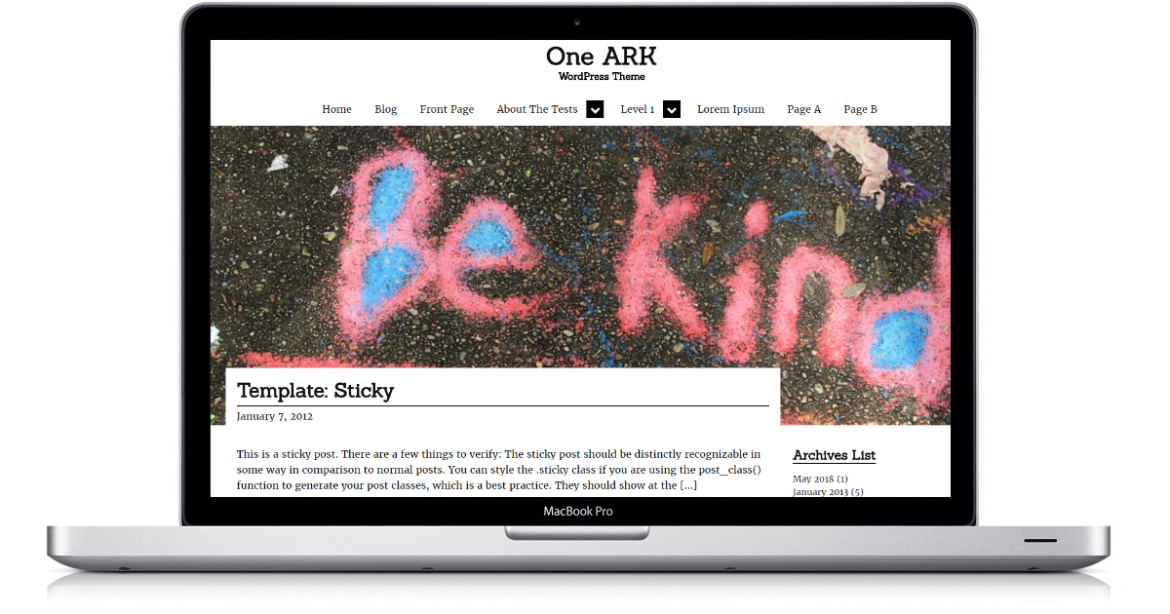 One ARK
WordPress Theme
Home Blog Front Page About The Tests Level 1 Lorem Ipsum Page A Page B
Be kind
Template: Sticky
January 7, 2012
This is a sticky post. There are a few things to verify: The sticky post should be distinctly recognizable in
some way in comparison to normal posts. You can style the .sticky class if you are using the post_class()
function to generate your post classes, which is a best practice. They should show at the [...]
Archives List
May 2018 (1)
January 2013 (5)
MacBook Pro